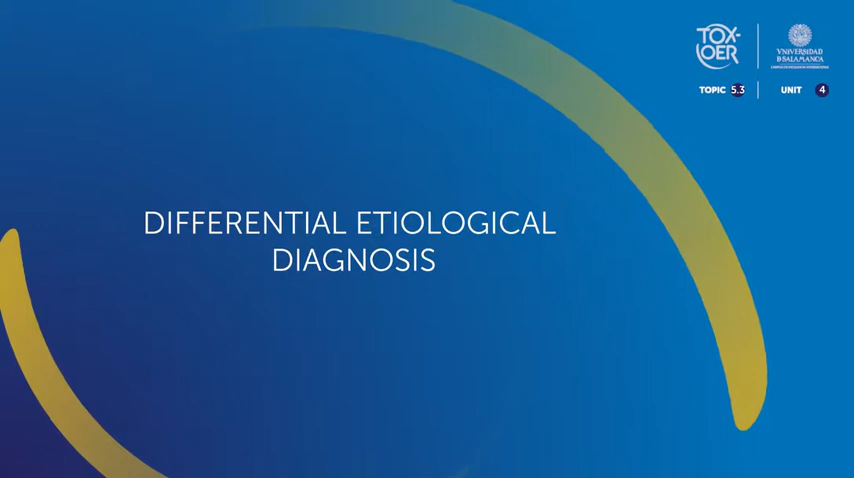 TOX-
OER
VNIVERSIDAD
D SALAMANCA
TOPIC 5.3
UNIT 4
DIFFERENTIAL ETIOLOGICAL
DIAGNOSIS